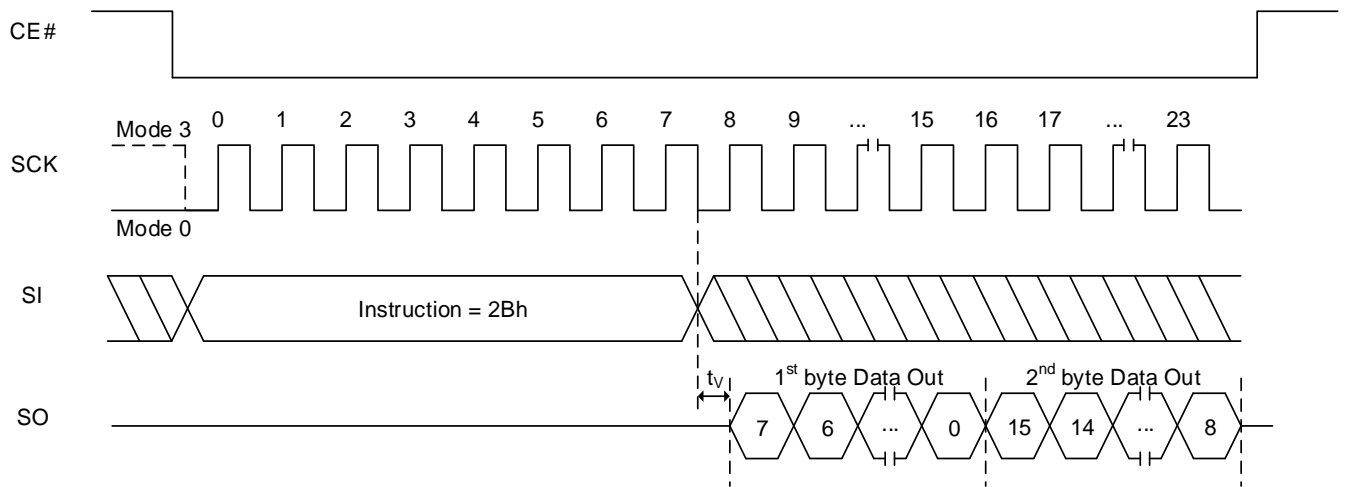 CE#
Mode 3 0 1 2 3 4 5 6 7 8 9 ... 15 16 17 ... 23
SCK
Mode 0
SI Instruction = 2Bh
tV 1st byte Data Out 2nd byte Data Out
SO 7 6 ... 0 15 14 ... 8